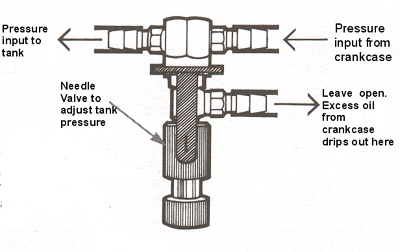 Pressure
input to
tank
Pressure
input from
crankcase
Needle
Valve to
adjust tank
pressure
Leave open.
Excess oil
from
crankcase
drips out here